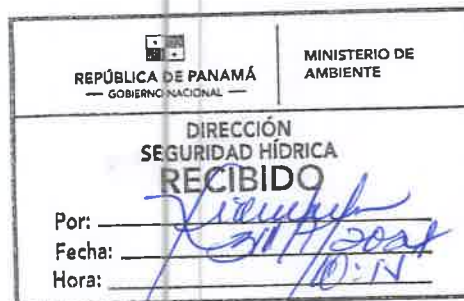 REPÚBLICA DE PANAMÁ
— GOBIERNO NACIONAL —
MINISTERIO DE
AMBIENTE
DIRECCIÓN
SEGURIDAD HÍDRICA
RECIBIDO
Por:
Fecha:
Hora: